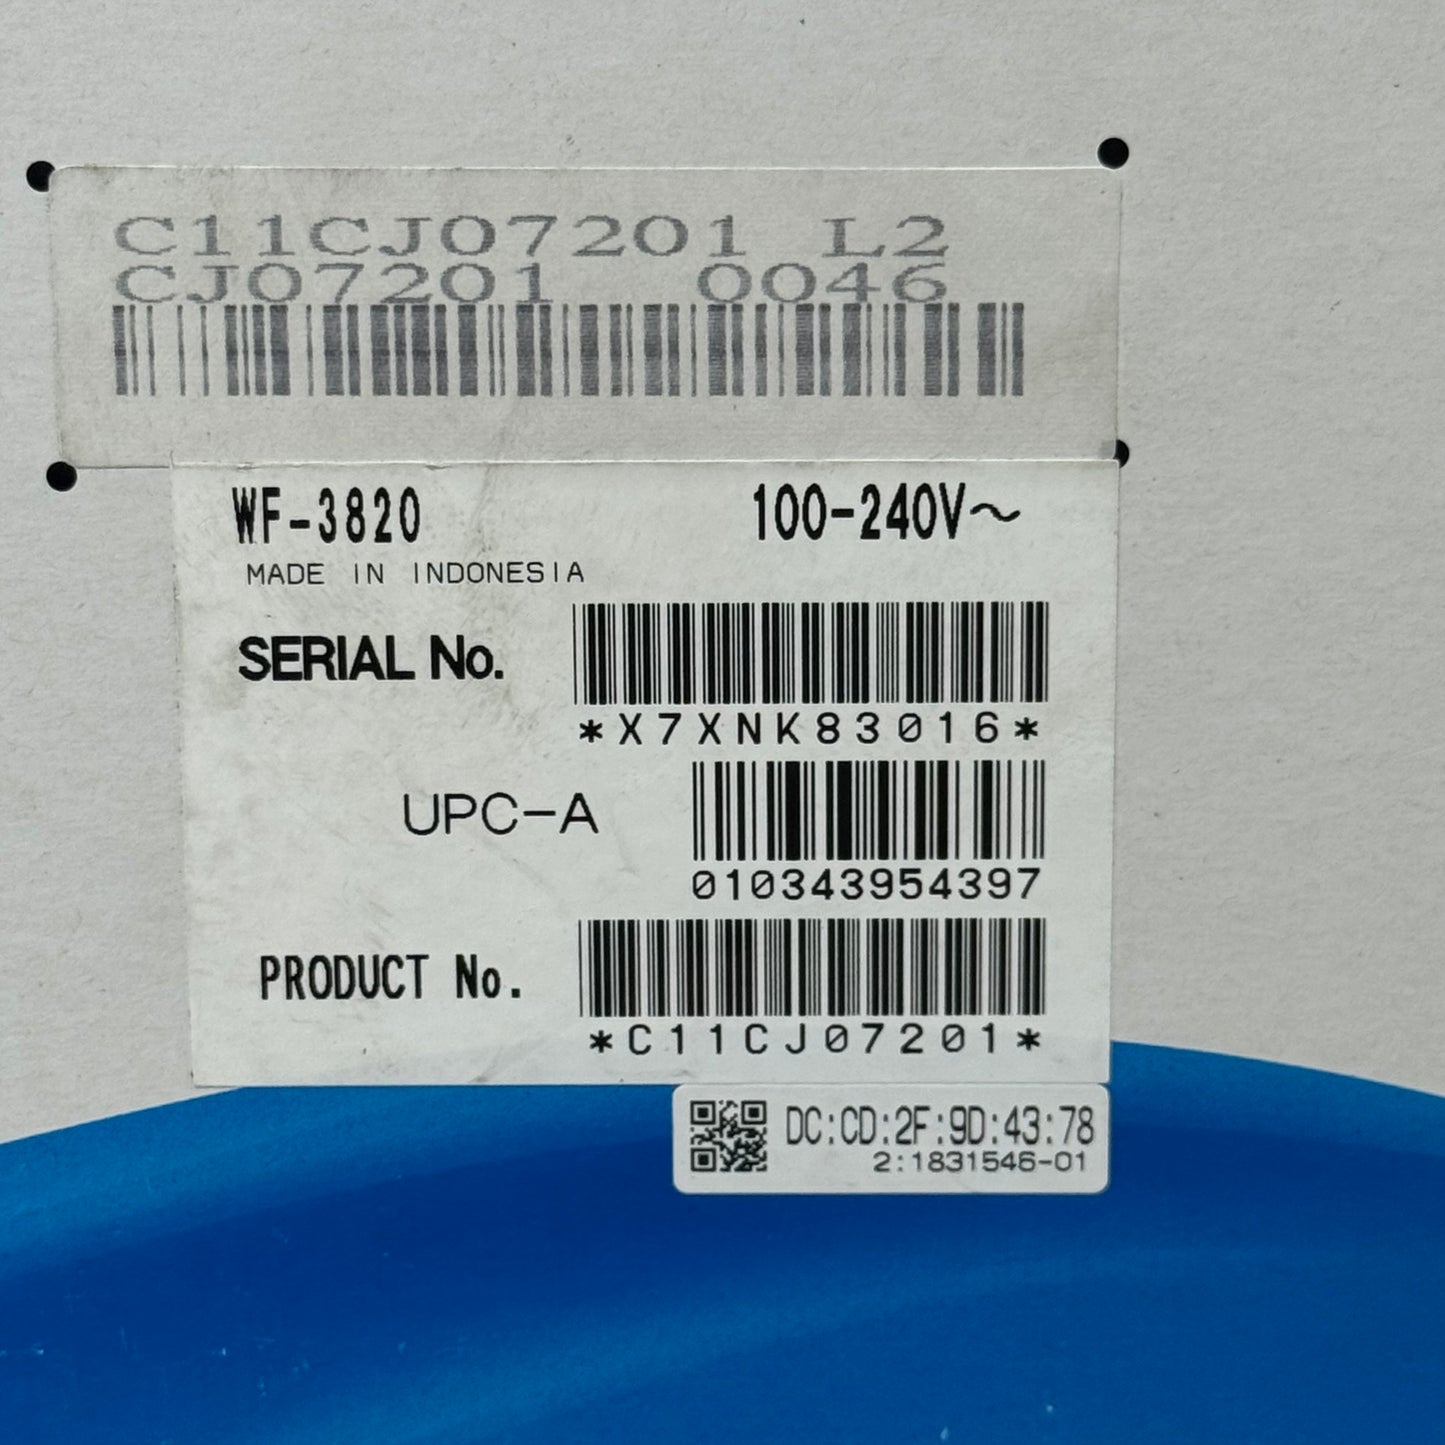 C11CJ07201 L2
CJ07201 0046
WF-3820 100-240V~
MADE IN INDONESIA
SERIAL No.
*X7XNK83016*
UPC-A
010343954397
PRODUCT No.
*C11CJ07201*
DC:CD:2F:9D:43:78
2:1831546-01